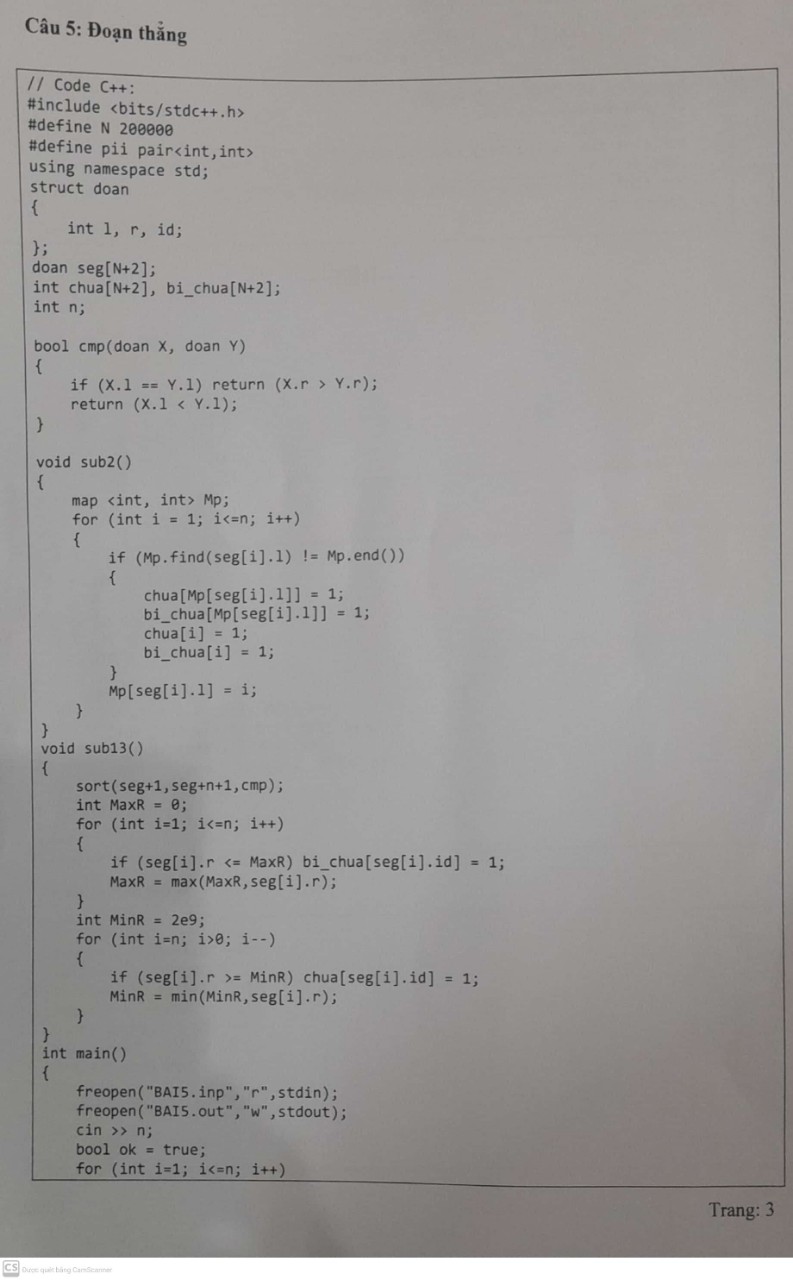 Câu 5: Đoạn thẳng
// Code C++:
#include <bits/stdc++.h>
#define N 200000
#define pii pair<int,int>
using namespace std;
struct doan
{
    int l, r, id;
};
doan seg[N+2];
int chua[N+2], bi_chua[N+2];
int n;

bool cmp(doan X, doan Y)
{
    if (X.l == Y.l) return (X.r > Y.r);
    return (X.l < Y.l);
}

void sub2()
{
    map <int, int> Mp;
    for (int i = 1; i<=n; i++)
    {
        if (Mp.find(seg[i].l) != Mp.end())
        {
            chua[Mp[seg[i].l]] = 1;
            bi_chua[Mp[seg[i].l]] = 1;
            chua[i] = 1;
            bi_chua[i] = 1;
        }
        Mp[seg[i].l] = i;
    }
}
void sub13()
{
    sort(seg+1,seg+n+1,cmp);
    int MaxR = 0;
    for (int i=1; i<=n; i++)
    {
        if (seg[i].r <= MaxR) bi_chua[seg[i].id] = 1;
        MaxR = max(MaxR,seg[i].r);
    }
    int MinR = 2e9;
    for (int i=n; i>0; i--)
    {
        if (seg[i].r >= MinR) chua[seg[i].id] = 1;
        MinR = min(MinR,seg[i].r);
    }
}
int main()
{
    freopen("BAI5.inp","r",stdin);
    freopen("BAI5.out","w",stdout);
    cin >> n;
    bool ok = true;
    for (int i=1; i<=n; i++)
Trang: 3
CS Được quét bằng CamScanner